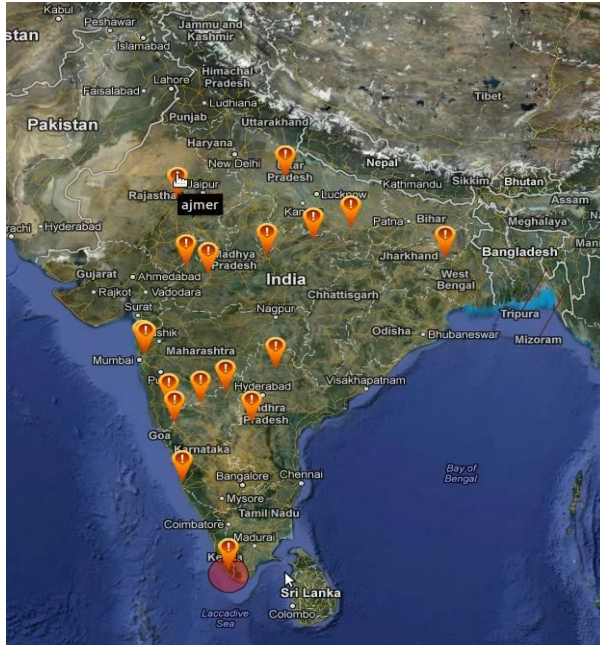 Kabul
Peshawar
Jammu and
Kashmir
stan
Islamabad
Himachal
Pradesh
Lahore
Faisalabad
Ludhiana
Tibet
Punjab
Uttarakhand
Pakistan
Haryana
New Delhi
Nepal
Pradesh
Jaipur
Kathmandu
Sikkim
Bhutan
Rajastha
Lucknow
Assam
ajmer
Kan
Patna
Bihar
Meghalaya
Hyderabad
Madhya
Pradesh
Jharkhand
Bangladesh
Mani
Gujarat
Ahmedabad
India
West
Bengal
Rajkot
Vadodara
Chhattisgarh
Surat
Nagpur
Tripura
Odisha
Bhubaneswar
Mizoram
Mumbai
Maharashtra
Hyderabad
Visakhapatnam
Pradesh
Goa
Karnataka
Bay of
Bengal
Bangalore
Chennai
Mysore
Tamil Nadu
Coimbatore
Madurai
Sri Lanka
Laccadive
Sea
Colombo